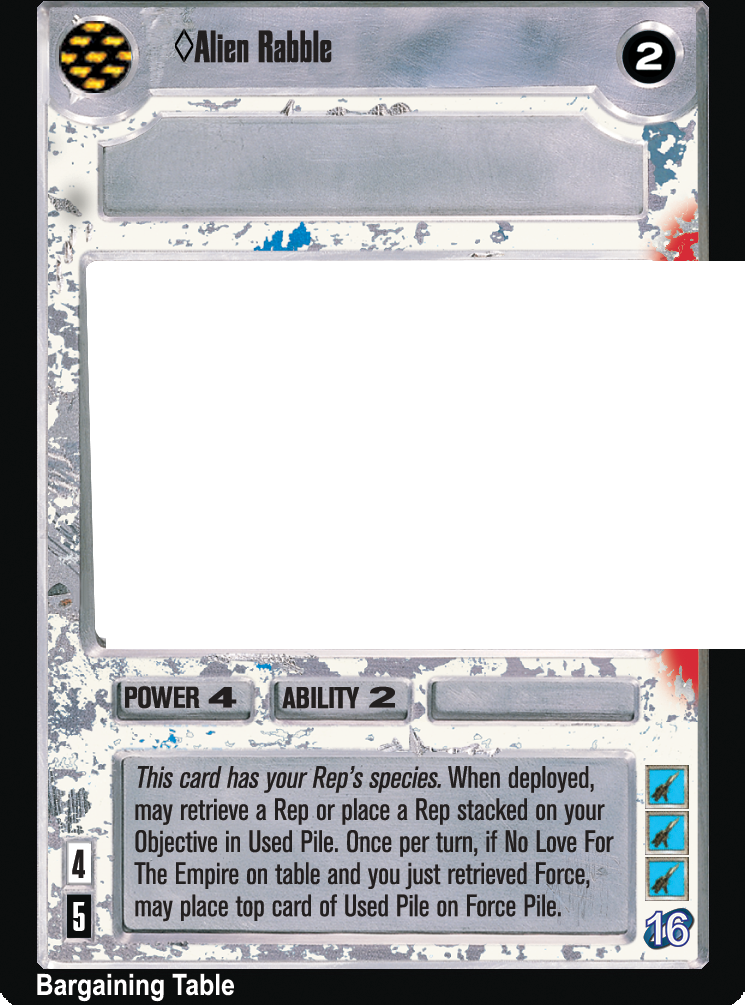 ◊Alien Rabble
2
POWER 4
ABILITY 2
This card has your Rep's species. When deployed,
may retrieve a Rep or place a Rep stacked on your
Objective in Used Pile. Once per turn, if No Love For
The Empire on table and you just retrieved Force,
may place top card of Used Pile on Force Pile.
4
5
16
Bargaining Table